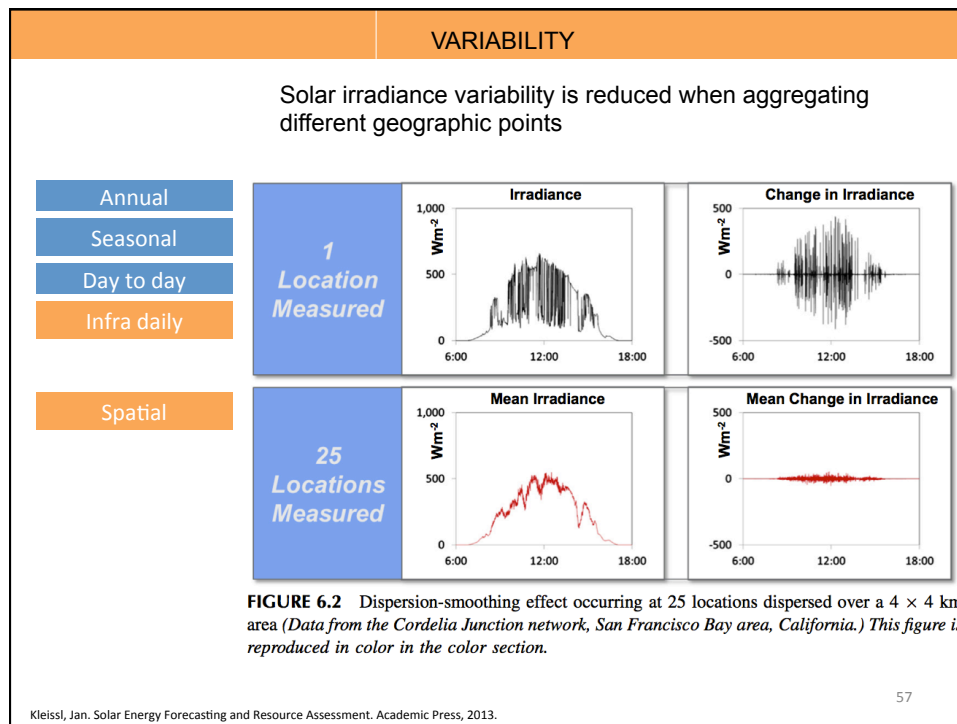 VARIABILITY
Solar irradiance variability is reduced when aggregating
different geographic points
Annual
Seasonal
Day to day
Infra daily
Spatial
1
Location
Measured
Irradiance
Wm-2
1,000
500
0
6:00 12:00 18:00
Change in Irradiance
Wm-2
500
0
-500
6:00 12:00 18:00
25
Locations
Measured
Mean Irradiance
Wm-2
1,000
500
0
6:00 12:00 18:00
Mean Change in Irradiance
Wm-2
500
0
-500
6:00 12:00 18:00
FIGURE 6.2 Dispersion-smoothing effect occurring at 25 locations dispersed over a 4 × 4 km
area (Data from the Cordelia Junction network, San Francisco Bay area, California.) This figure is
reproduced in color in the color section.
57
Kleissl, Jan. Solar Energy Forecasting and Resource Assessment. Academic Press, 2013.